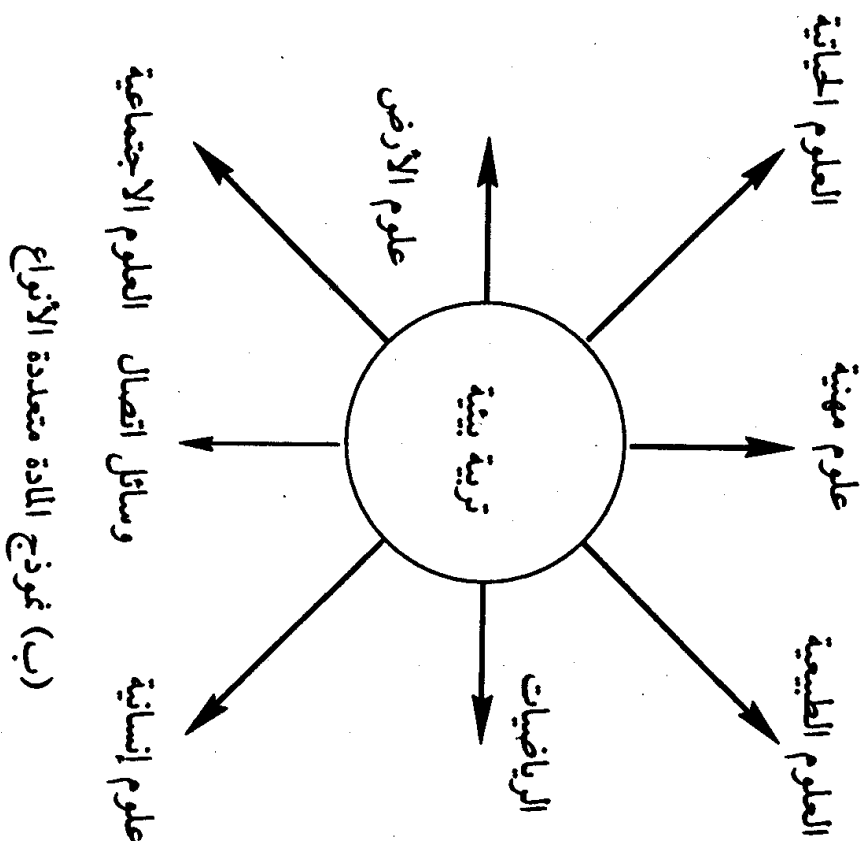 العلوم الطبيعية
علوم مهنية
العلوم الحياتية
الرياضيات
تربية بيئية
علوم الأرض
علوم إنسانية
وسائل اتصال
العلوم الاجتماعية
(ب) نموذج المادة متعددة الأنواع